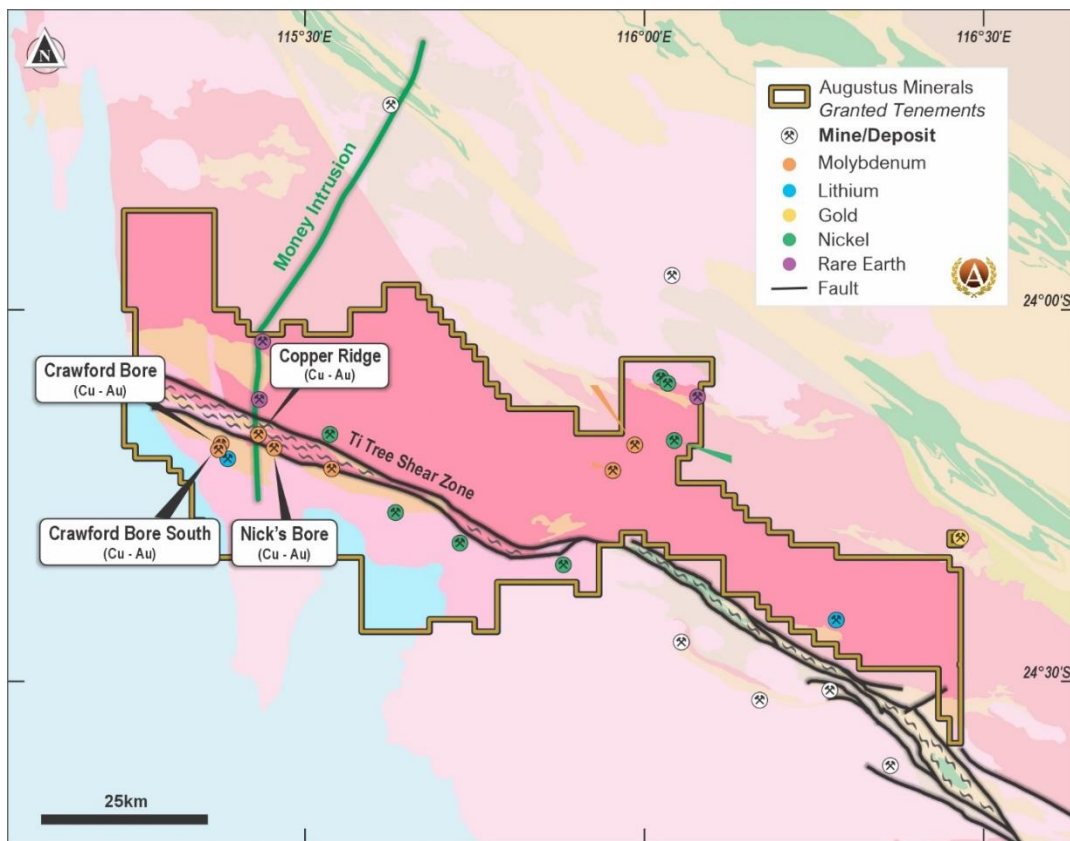 115°30'E
116°00'E
116°30'E
N
Augustus Minerals
Granted Tenements
Mine/Deposit
Molybdenum
Lithium
Gold
Nickel
Rare Earth
Fault
A
Money Intrusion
24°00'S
Crawford Bore
(Cu - Au)
Copper Ridge
(Cu - Au)
Ti Tree Shear Zone
Crawford Bore South
(Cu - Au)
Nick's Bore
(Cu - Au)
24°30'S
25km